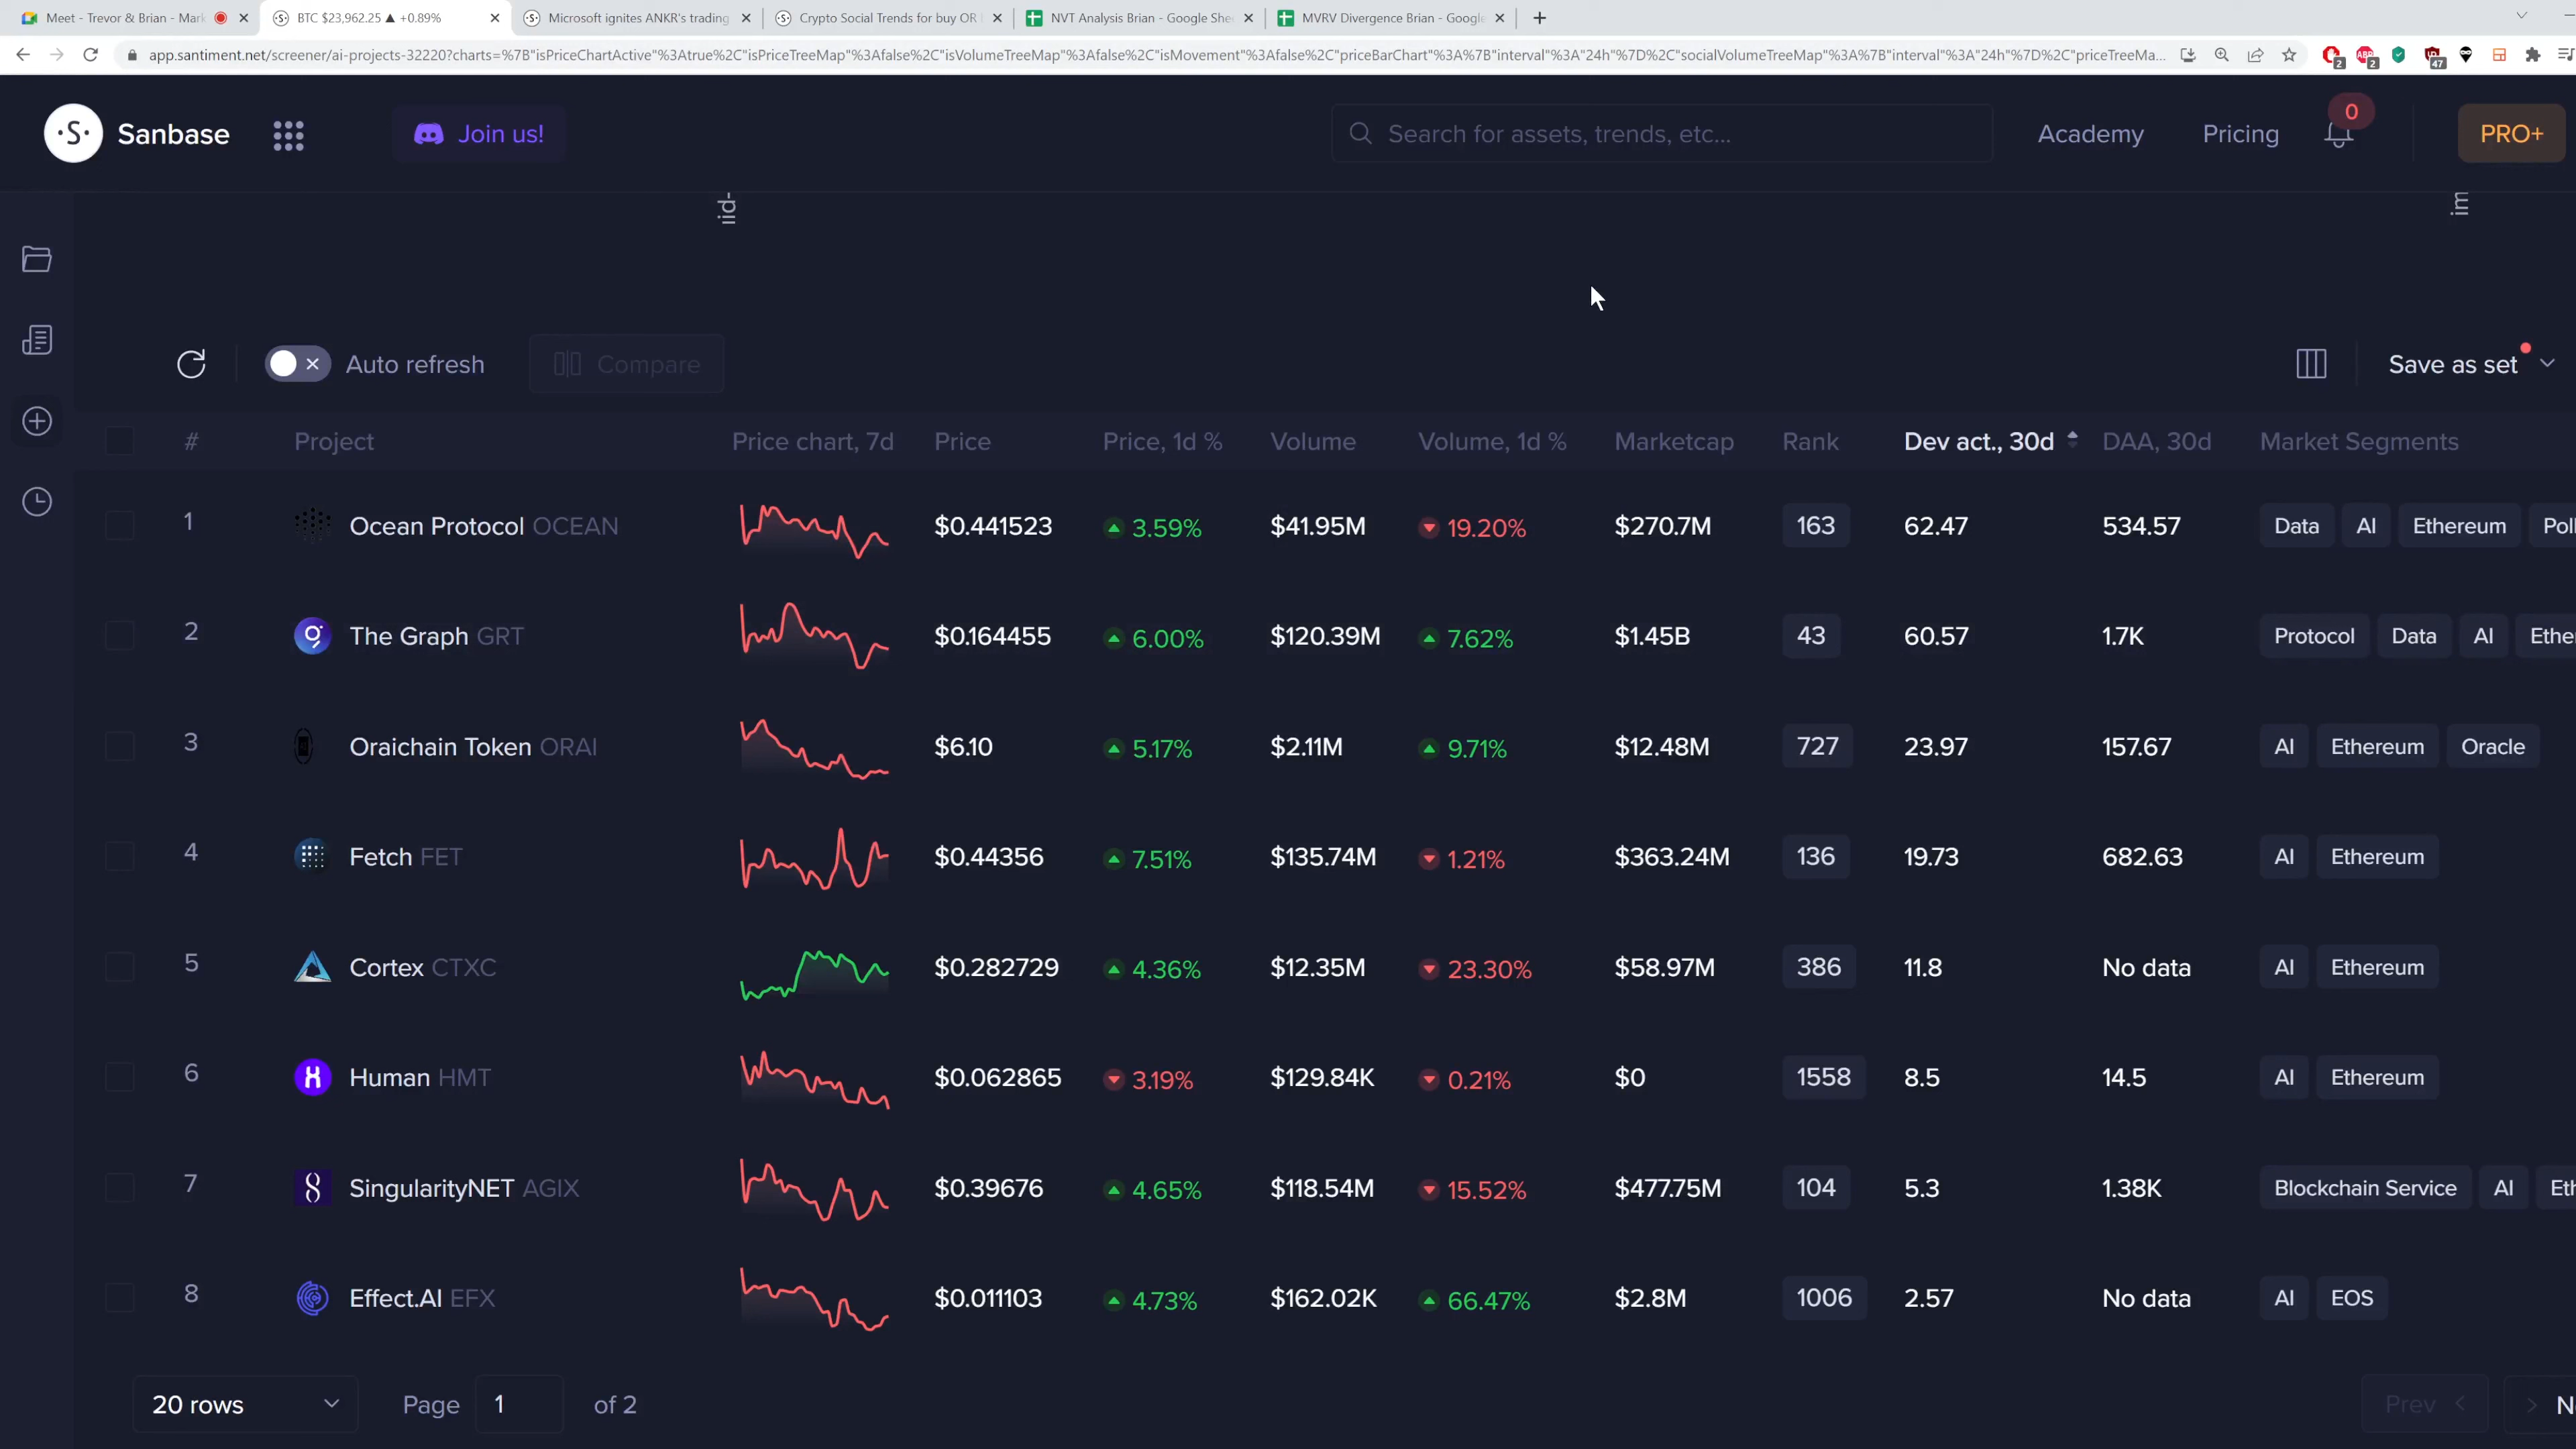 Meet - Trevor & Brian - Mark
BTC $23,962.25 ▲ +0.89%
Microsoft ignites ANKR's trading
Crypto Social Trends for buy OR
NVT Analysis Brian - Google She
MVRV Divergence Brian - Google
app.santiment.net/screener/ai-projects-32220?charts=%7B"isPriceChartActive"%3Atrue%2C"isPriceTreeMap"%3Afalse%2C"isVolumeTreeMap"%3Afalse%2C"isMovement"%3Afalse%2C"priceBarChart"%3A%7B"interval"%3A"24h"%7D%2C"socialVolumeTreeMap"%3A%7B"interval"%3A"24h"%7D%2C"priceTreeMa...
2
ABP 2
47
·S· Sanbase
Join us!
Search for assets, trends, etc...
Academy
Pricing
0
PRO+
Auto refresh
Compare
Save as set
# Project Price chart, 7d Price Price, 1d % Volume Volume, 1d % Marketcap Rank Dev act., 30d DAA, 30d Market Segments
1 Ocean Protocol OCEAN $0.441523 3.59% $41.95M 19.20% $270.7M 163 62.47 534.57 Data AI Ethereum Poll
2 The Graph GRT $0.164455 6.00% $120.39M 7.62% $1.45B 43 60.57 1.7K Protocol Data AI Ethe
3 Oraichain Token ORAI $6.10 5.17% $2.11M 9.71% $12.48M 727 23.97 157.67 AI Ethereum Oracle
4 Fetch FET $0.44356 7.51% $135.74M 1.21% $363.24M 136 19.73 682.63 AI Ethereum
5 Cortex CTXC $0.282729 4.36% $12.35M 23.30% $58.97M 386 11.8 No data AI Ethereum
6 Human HMT $0.062865 3.19% $129.84K 0.21% $0 1558 8.5 14.5 AI Ethereum
7 SingularityNET AGIX $0.39676 4.65% $118.54M 15.52% $477.75M 104 5.3 1.38K Blockchain Service AI Eth
8 Effect.AI EFX $0.011103 4.73% $162.02K 66.47% $2.8M 1006 2.57 No data AI EOS
20 rows
Page 1 of 2
Prev
N